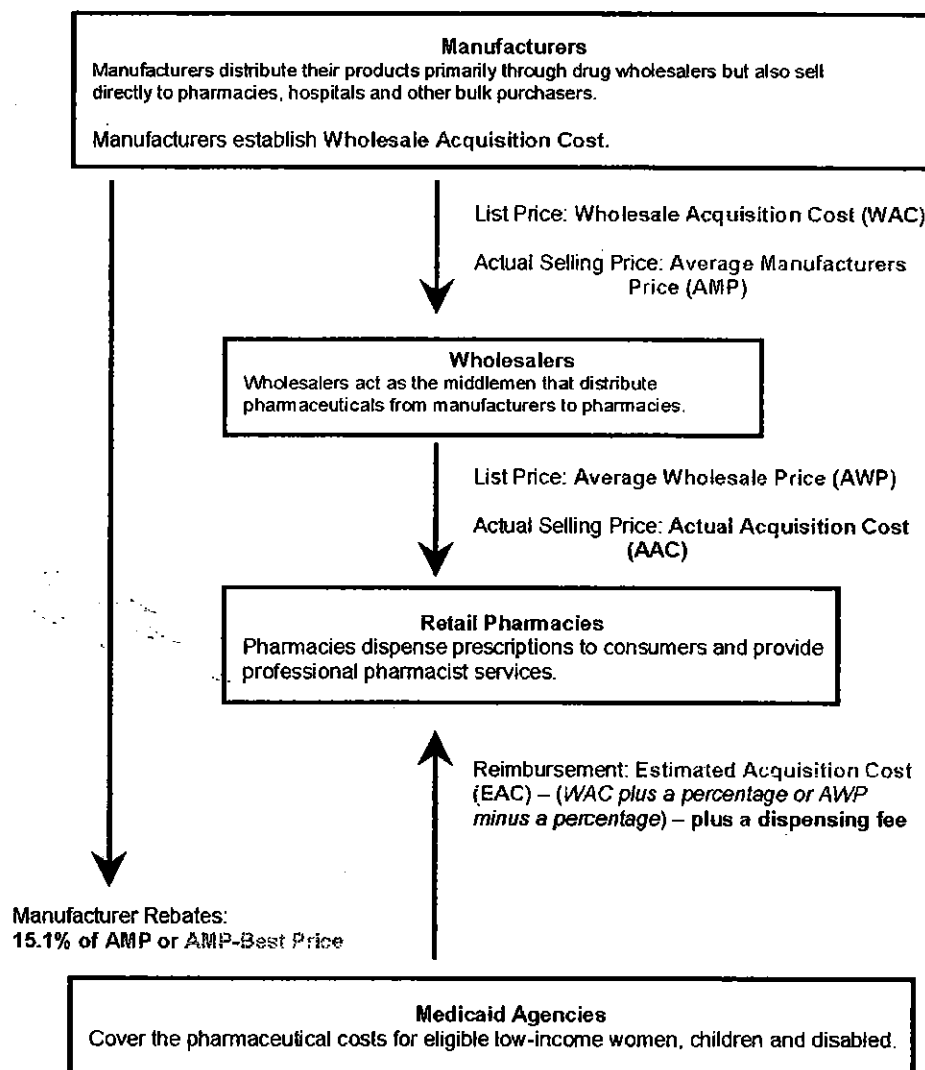 Manufacturers
Manufacturers distribute their products primarily through drug wholesalers but also sell
directly to pharmacies, hospitals and other bulk purchasers.
Manufacturers establish Wholesale Acquisition Cost.
List Price: Wholesale Acquisition Cost (WAC)
Actual Selling Price: Average Manufacturers
Price (AMP)
Wholesalers
Wholesalers act as the middlemen that distribute
pharmaceuticals from manufacturers to pharmacies.
List Price: Average Wholesale Price (AWP)
Actual Selling Price: Actual Acquisition Cost
(AAC)
Retail Pharmacies
Pharmacies dispense prescriptions to consumers and provide
professional pharmacist services.
Reimbursement: Estimated Acquisition Cost
(EAC) – (WAC plus a percentage or AWP
minus a percentage) – plus a dispensing fee
Manufacturer Rebates:
15.1% of AMP or AMP-Best Price
Medicaid Agencies
Cover the pharmaceutical costs for eligible low-income women, children and disabled.